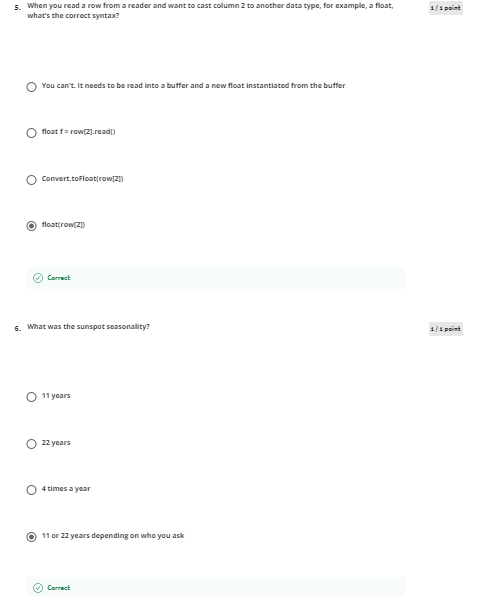 5. When you read a row from a reader and want to cast column 2 to another data type, for example, a float,
what's the correct syntax?
1 / 1 point
You can't. It needs to be read into a buffer and a new float instantiated from the buffer
float f = row[2].read()
Convert.toFloat(row[2])
float(row[2])
Correct
6. What was the sunspot seasonality?
1 / 1 point
11 years
22 years
4 times a year
11 or 22 years depending on who you ask
Correct